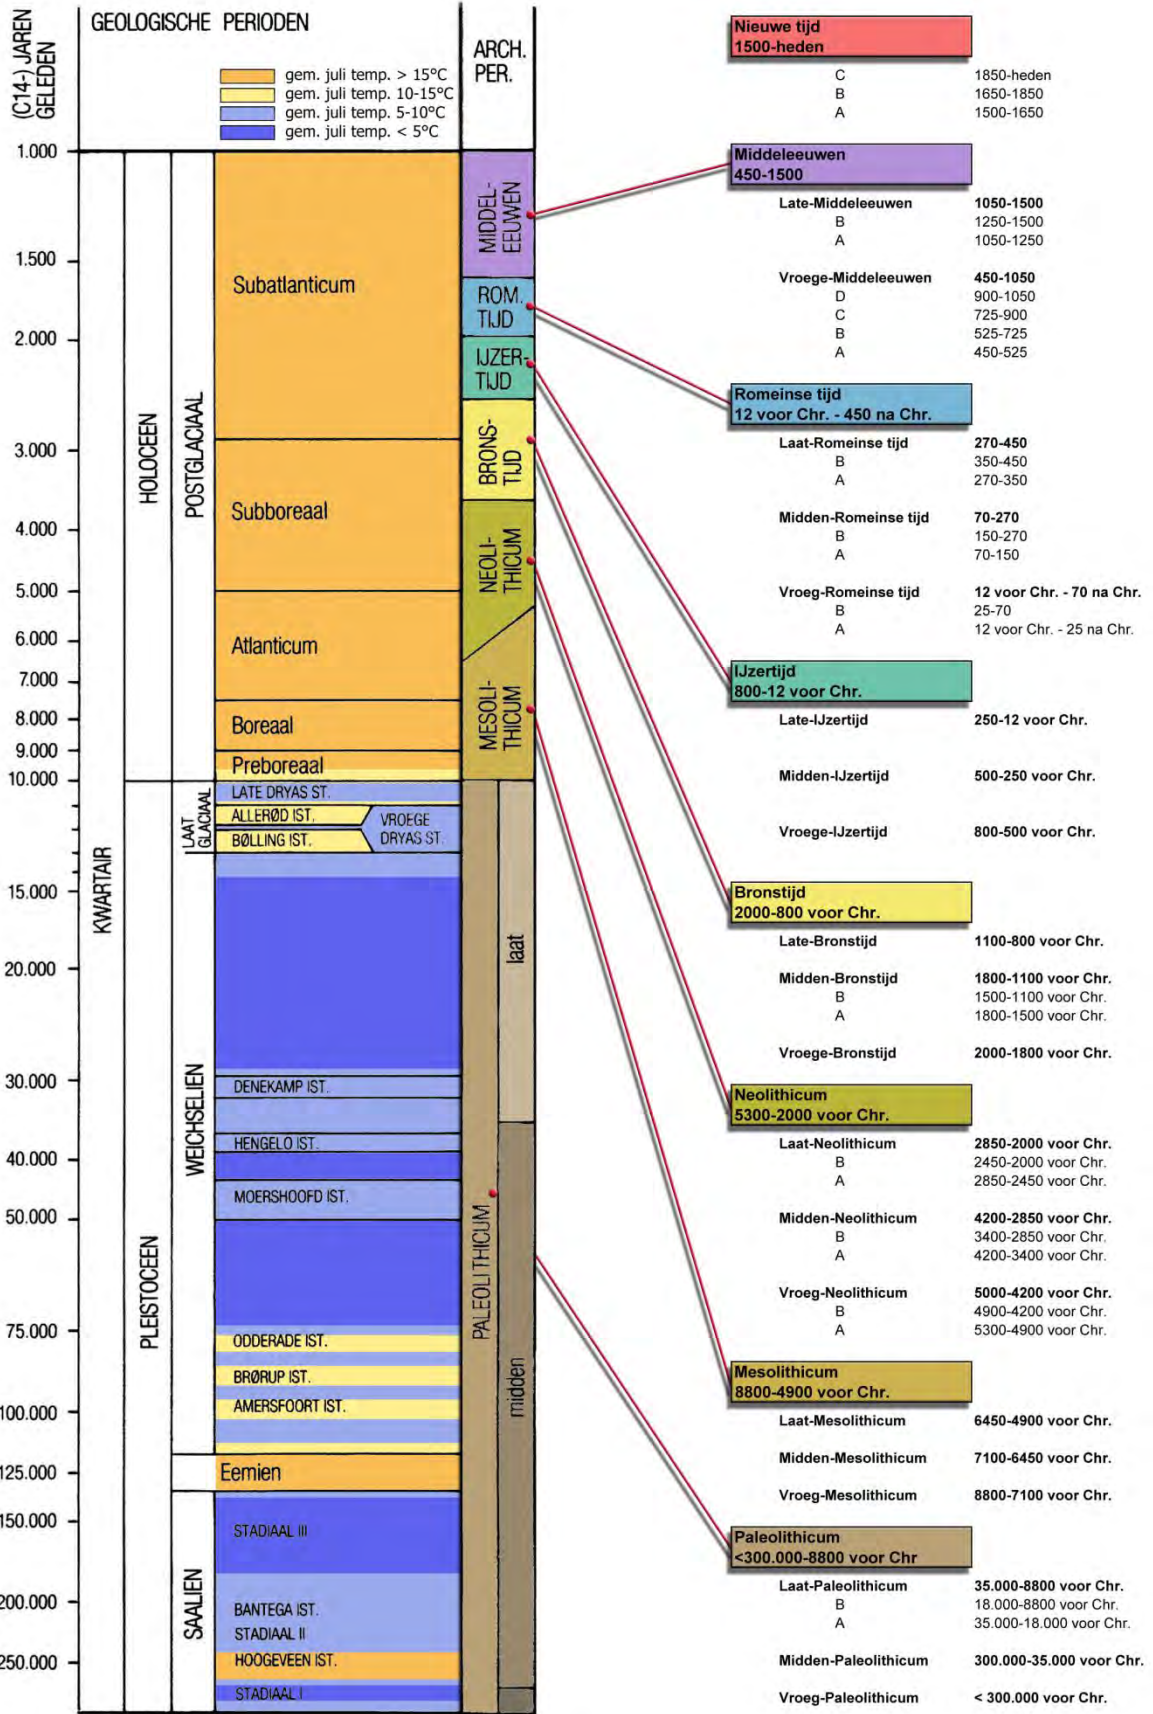 GEOLOGISCHE PERIODEN
(C14-) JAREN
GELEDEN
ARCH.
PER.
gem. juli temp. > 15°C
gem. juli temp. 10-15°C
gem. juli temp. 5-10°C
gem. juli temp. < 5°C
1.000
1.500
2.000
3.000
4.000
5.000
6.000
7.000
8.000
9.000
10.000
15.000
20.000
30.000
40.000
50.000
75.000
100.000
125.000
150.000
200.000
250.000
KWARTAIR
HOLOCEEN
PLEISTOCEEN
POSTGLACIAAL
LAAT
GLACIAAL
WEICHSELIEN
SAALIEN
Subatlanticum
Subboreaal
Atlanticum
Boreaal
Preboreaal
LATE DRYAS ST.
ALLERØD IST.
VROEGE
DRYAS ST.
BØLLING IST.
DENEKAMP IST.
HENGELO IST.
MOERSHOOFD IST.
ODDERADE IST.
BRØRUP IST.
AMERSFOORT IST.
Eemien
STADIAAL III
BANTEGA IST.
STADIAAL II
HOOGEVEEN IST.
STADIAAL I
MIDDEL-
EEUWEN
ROM.
TIJD
IJZER-
TIJD
BRONS-
TIJD
NEOLI-
THICUM
MESOLI-
THICUM
PALEOLITHICUM
laat
midden
Nieuwe tijd
1500-heden
C 1850-heden
B 1650-1850
A 1500-1650
Middeleeuwen
450-1500
Late-Middeleeuwen 1050-1500
B 1250-1500
A 1050-1250
Vroege-Middeleeuwen 450-1050
D 900-1050
C 725-900
B 525-725
A 450-525
Romeinse tijd
12 voor Chr. - 450 na Chr.
Laat-Romeinse tijd 270-450
B 350-450
A 270-350
Midden-Romeinse tijd 70-270
B 150-270
A 70-150
Vroeg-Romeinse tijd 12 voor Chr. - 70 na Chr.
B 25-70
A 12 voor Chr. - 25 na Chr.
IJzertijd
800-12 voor Chr.
Late-IJzertijd 250-12 voor Chr.
Midden-IJzertijd 500-250 voor Chr.
Vroege-IJzertijd 800-500 voor Chr.
Bronstijd
2000-800 voor Chr.
Late-Bronstijd 1100-800 voor Chr.
Midden-Bronstijd 1800-1100 voor Chr.
B 1500-1100 voor Chr.
A 1800-1500 voor Chr.
Vroege-Bronstijd 2000-1800 voor Chr.
Neolithicum
5300-2000 voor Chr.
Laat-Neolithicum 2850-2000 voor Chr.
B 2450-2000 voor Chr.
A 2850-2450 voor Chr.
Midden-Neolithicum 4200-2850 voor Chr.
B 3400-2850 voor Chr.
A 4200-3400 voor Chr.
Vroeg-Neolithicum 5000-4200 voor Chr.
B 4900-4200 voor Chr.
A 5300-4900 voor Chr.
Mesolithicum
8800-4900 voor Chr.
Laat-Mesolithicum 6450-4900 voor Chr.
Midden-Mesolithicum 7100-6450 voor Chr.
Vroeg-Mesolithicum 8800-7100 voor Chr.
Paleolithicum
<300.000-8800 voor Chr
Laat-Paleolithicum 35.000-8800 voor Chr.
B 18.000-8800 voor Chr.
A 35.000-18.000 voor Chr.
Midden-Paleolithicum 300.000-35.000 voor Chr.
Vroeg-Paleolithicum < 300.000 voor Chr.